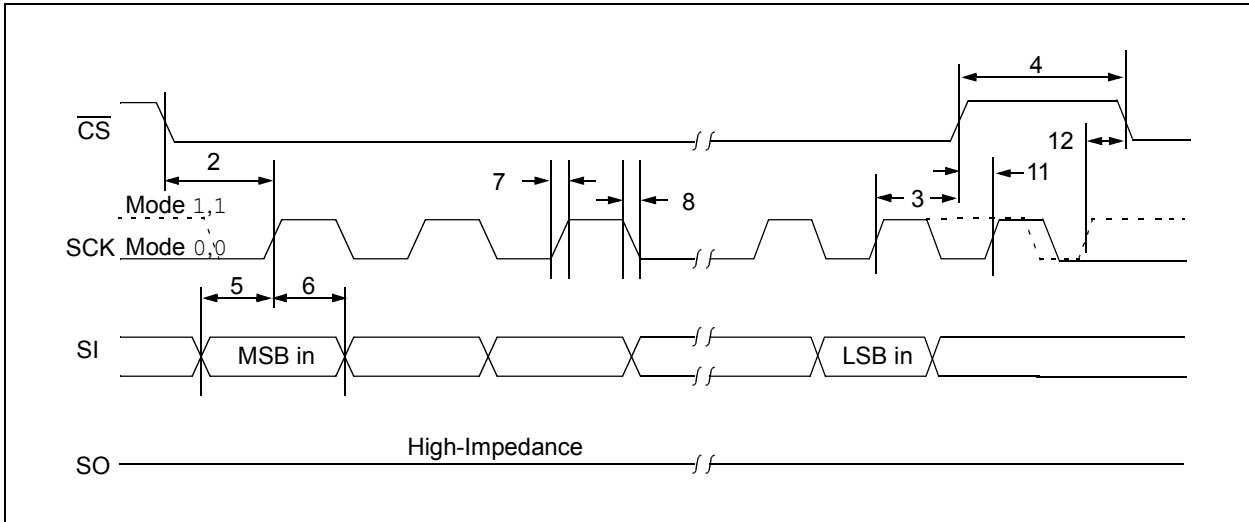 4
CS
12
2
7
8
3
11
Mode 1,1
SCK Mode 0,0
5
6
SI
MSB in
LSB in
High-Impedance
SO